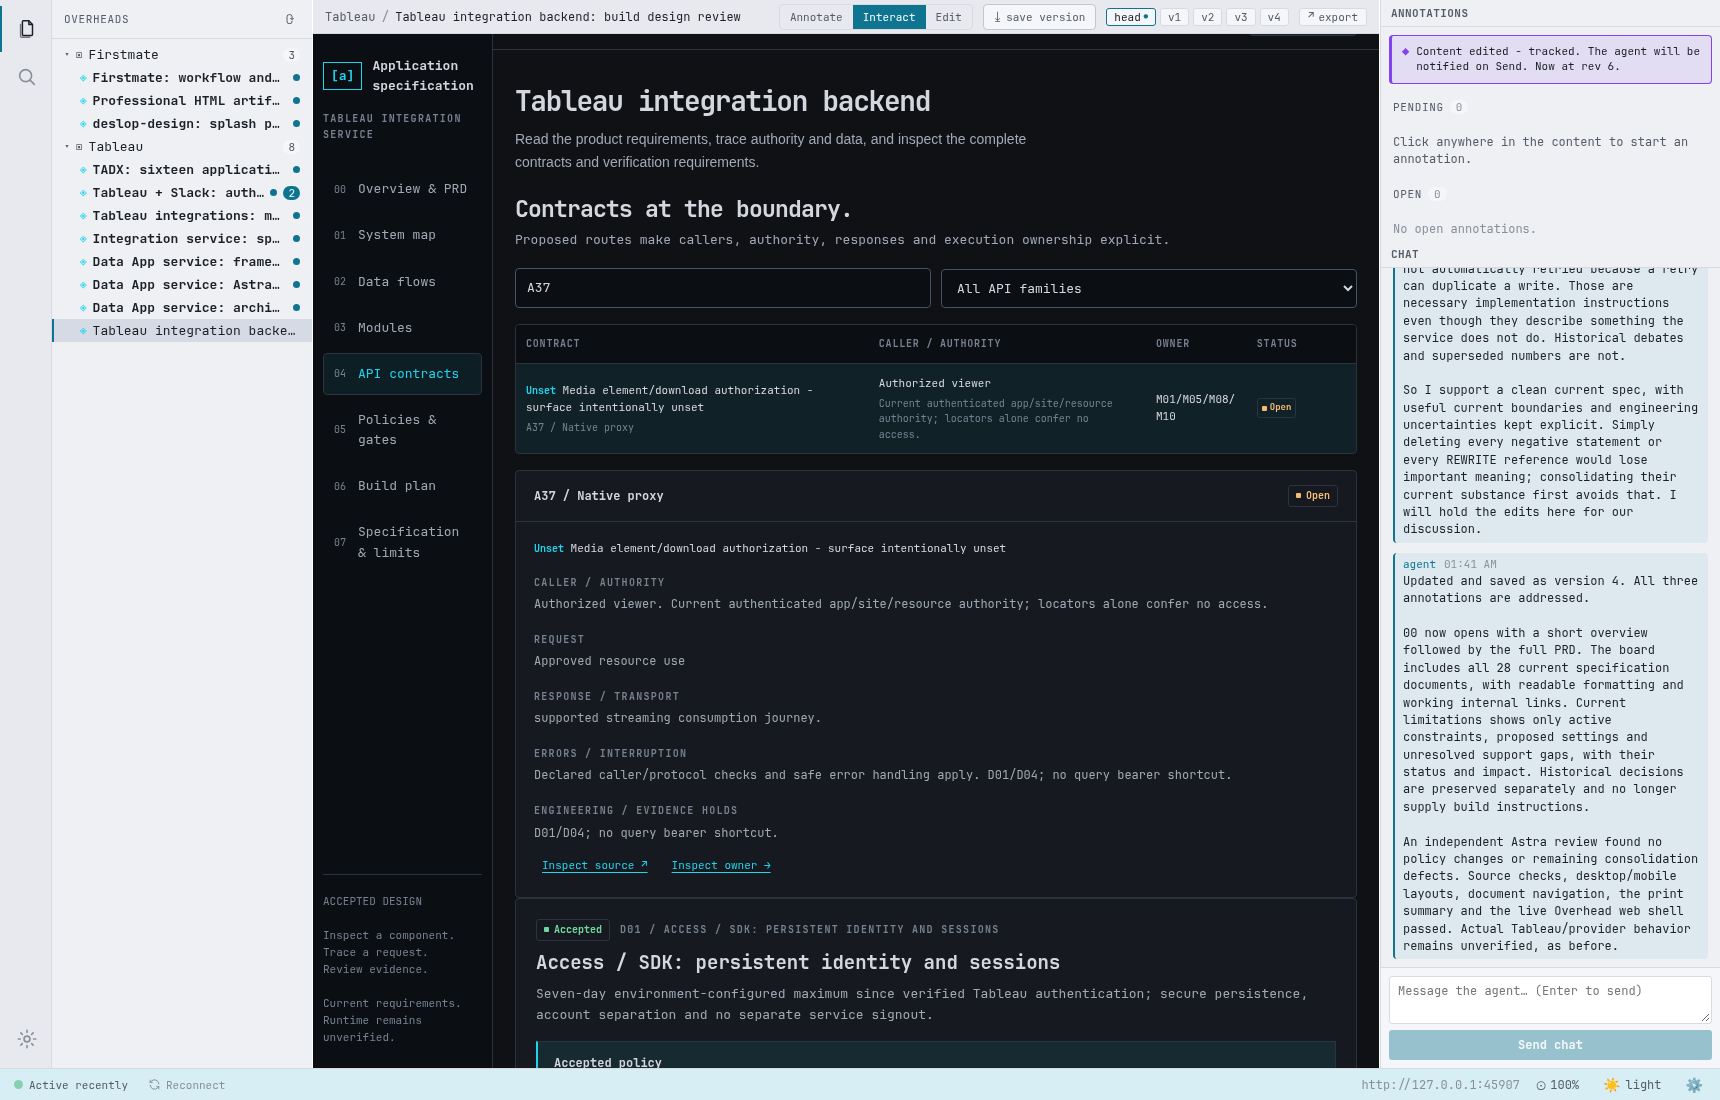 OVERHEADS
Firstmate 3
Firstmate: workflow and…
Professional HTML artif…
deslop-design: splash p…
Tableau 8
TADX: sixteen applicati…
Tableau + Slack: auth… 2
Tableau integrations: m…
Integration service: sp…
Data App service: frame…
Data App service: Astra…
Data App service: archi…
Tableau integration backe…
Tableau / Tableau integration backend: build design review
Annotate Interact Edit
save version
head v1 v2 v3 v4
export
[a] Application
specification
TABLEAU INTEGRATION
SERVICE
00 Overview & PRD
01 System map
02 Data flows
03 Modules
04 API contracts
05 Policies &
gates
06 Build plan
07 Specification
& limits
ACCEPTED DESIGN
Inspect a component.
Trace a request.
Review evidence.
Current requirements.
Runtime remains
unverified.
Tableau integration backend
Read the product requirements, trace authority and data, and inspect the complete
contracts and verification requirements.
Contracts at the boundary.
Proposed routes make callers, authority, responses and execution ownership explicit.
A37
All API families
CONTRACT CALLER / AUTHORITY OWNER STATUS
Unset Media element/download authorization -
surface intentionally unset
A37 / Native proxy
Authorized viewer
Current authenticated app/site/resource
authority; locators alone confer no
access.
M01/M05/M08/
M10
Open
A37 / Native proxy
Open
Unset Media element/download authorization - surface intentionally unset
CALLER / AUTHORITY
Authorized viewer. Current authenticated app/site/resource authority; locators alone confer no access.
REQUEST
Approved resource use
RESPONSE / TRANSPORT
supported streaming consumption journey.
ERRORS / INTERRUPTION
Declared caller/protocol checks and safe error handling apply. D01/D04; no query bearer shortcut.
ENGINEERING / EVIDENCE HOLDS
D01/D04; no query bearer shortcut.
Inspect source ↗ Inspect owner →
Accepted D01 / ACCESS / SDK: PERSISTENT IDENTITY AND SESSIONS
Access / SDK: persistent identity and sessions
Seven-day environment-configured maximum since verified Tableau authentication; secure persistence,
account separation and no separate service signout.
Accepted policy
ANNOTATIONS
Content edited - tracked. The agent will be
notified on Send. Now at rev 6.
PENDING 0
Click anywhere in the content to start an
annotation.
OPEN 0
No open annotations.
CHAT
not automatically retried because a retry
can duplicate a write. Those are
necessary implementation instructions
even though they describe something the
service does not do. Historical debates
and superseded numbers are not.
So I support a clean current spec, with
useful current boundaries and engineering
uncertainties kept explicit. Simply
deleting every negative statement or
every REWRITE reference would lose
important meaning; consolidating their
current substance first avoids that. I
will hold the edits here for our
discussion.
agent 01:41 AM
Updated and saved as version 4. All three
annotations are addressed.
00 now opens with a short overview
followed by the full PRD. The board
includes all 28 current specification
documents, with readable formatting and
working internal links. Current
limitations shows only active
constraints, proposed settings and
unresolved support gaps, with their
status and impact. Historical decisions
are preserved separately and no longer
supply build instructions.
An independent Astra review found no
policy changes or remaining consolidation
defects. Source checks, desktop/mobile
layouts, document navigation, the print
summary and the live Overhead web shell
passed. Actual Tableau/provider behavior
remains unverified, as before.
Message the agent… (Enter to send)
Send chat
Active recently Reconnect
http://127.0.0.1:45907 100% light